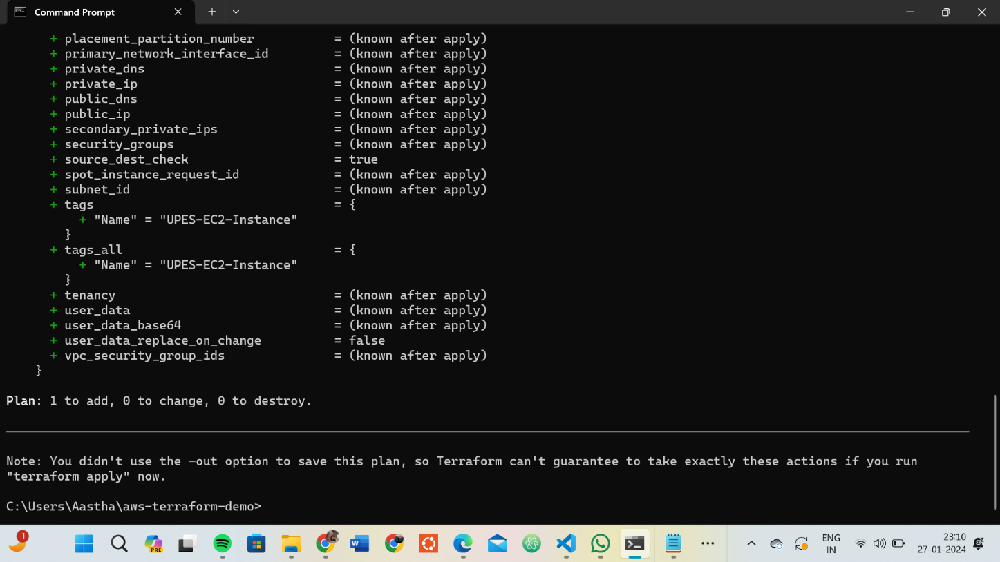 Command Prompt
+ placement_partition_number = (known after apply)
+ primary_network_interface_id = (known after apply)
+ private_dns = (known after apply)
+ private_ip = (known after apply)
+ public_dns = (known after apply)
+ public_ip = (known after apply)
+ secondary_private_ips = (known after apply)
+ security_groups = (known after apply)
+ source_dest_check = true
+ spot_instance_request_id = (known after apply)
+ subnet_id = (known after apply)
+ tags = {
+ "Name" = "UPES-EC2-Instance"
}
+ tags_all = {
+ "Name" = "UPES-EC2-Instance"
}
+ tenancy = (known after apply)
+ user_data = (known after apply)
+ user_data_base64 = (known after apply)
+ user_data_replace_on_change = false
+ vpc_security_group_ids = (known after apply)
}
Plan: 1 to add, 0 to change, 0 to destroy.
Note: You didn't use the -out option to save this plan, so Terraform can't guarantee to take exactly these actions if you run
"terraform apply" now.
C:\Users\Aastha\aws-terraform-demo>
1
PRE
W
ENG
IN
23:10
27-01-2024